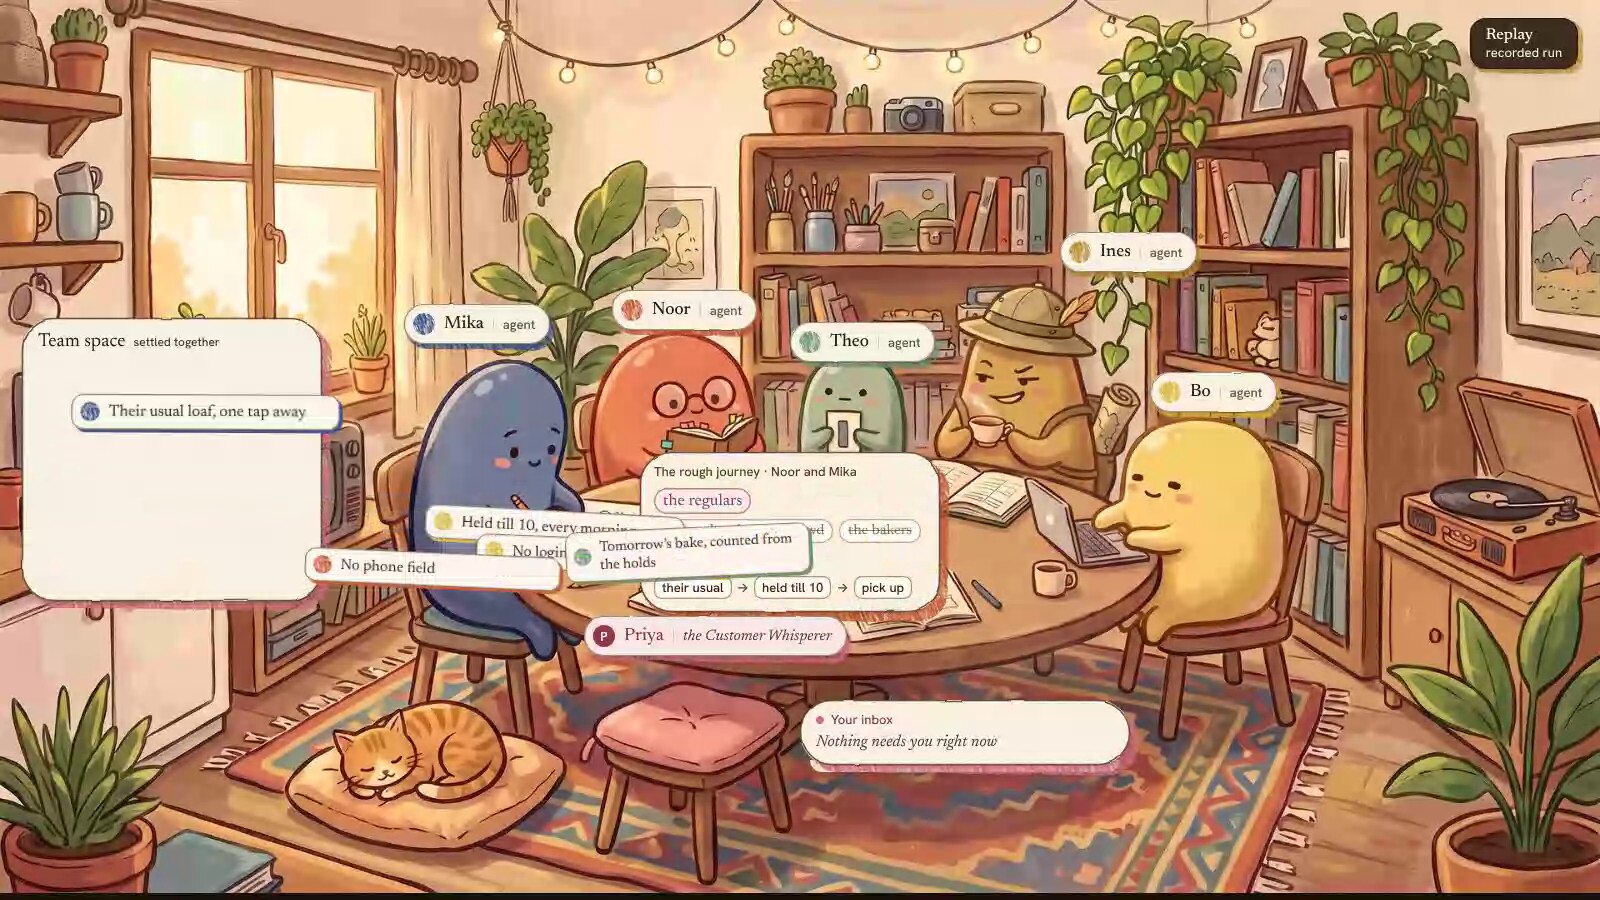 Replay
recorded run
Ines agent
Noor agent
Mika agent
Theo agent
Bo agent
Team space settled together
Their usual loaf, one tap away
The rough journey · Noor and Mika
the regulars
the bakers
Held till 10, every morning
No login
Tomorrow's bake, counted from
the holds
No phone field
their usual → held till 10 → pick up
P Priya the Customer Whisperer
Your inbox
Nothing needs you right now